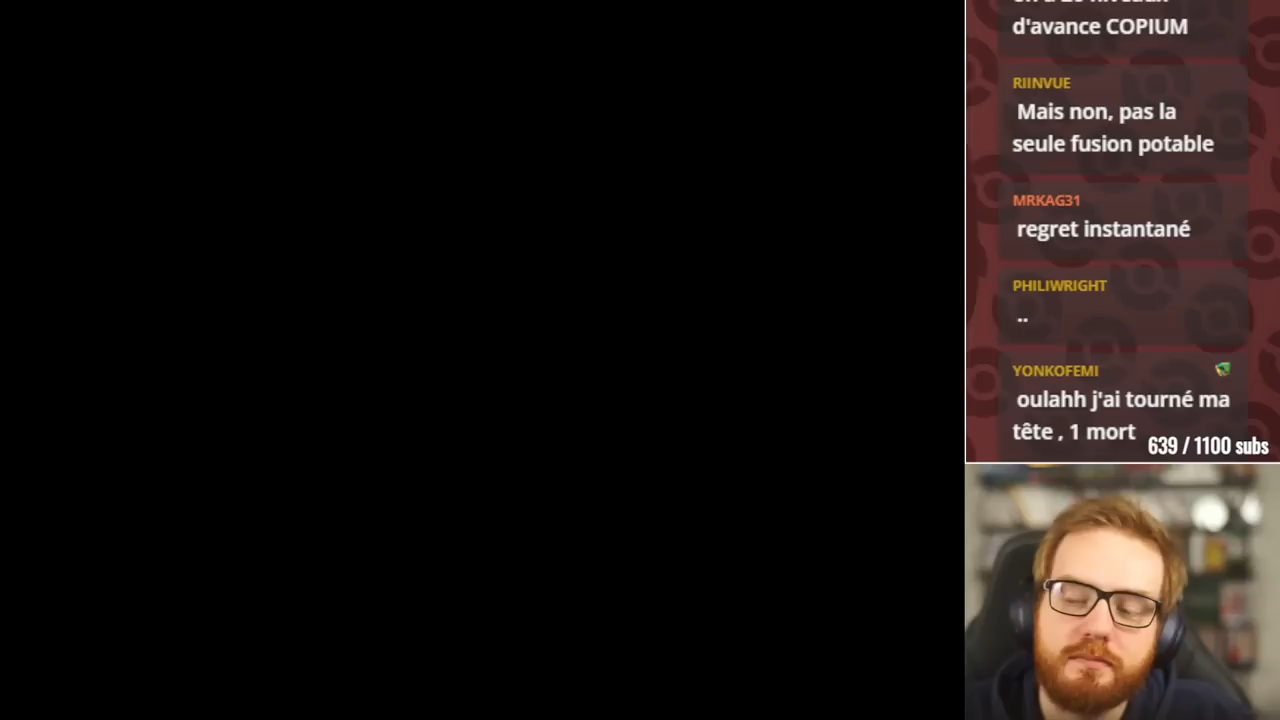 d'avance COPIUM
RIINVUE
Mais non, pas la
seule fusion potable
MRKAG31
regret instantané
PHILIWRIGHT
..
YONKOFEMI
oulahh j'ai tourné ma
tête , 1 mort
639 / 1100 subs